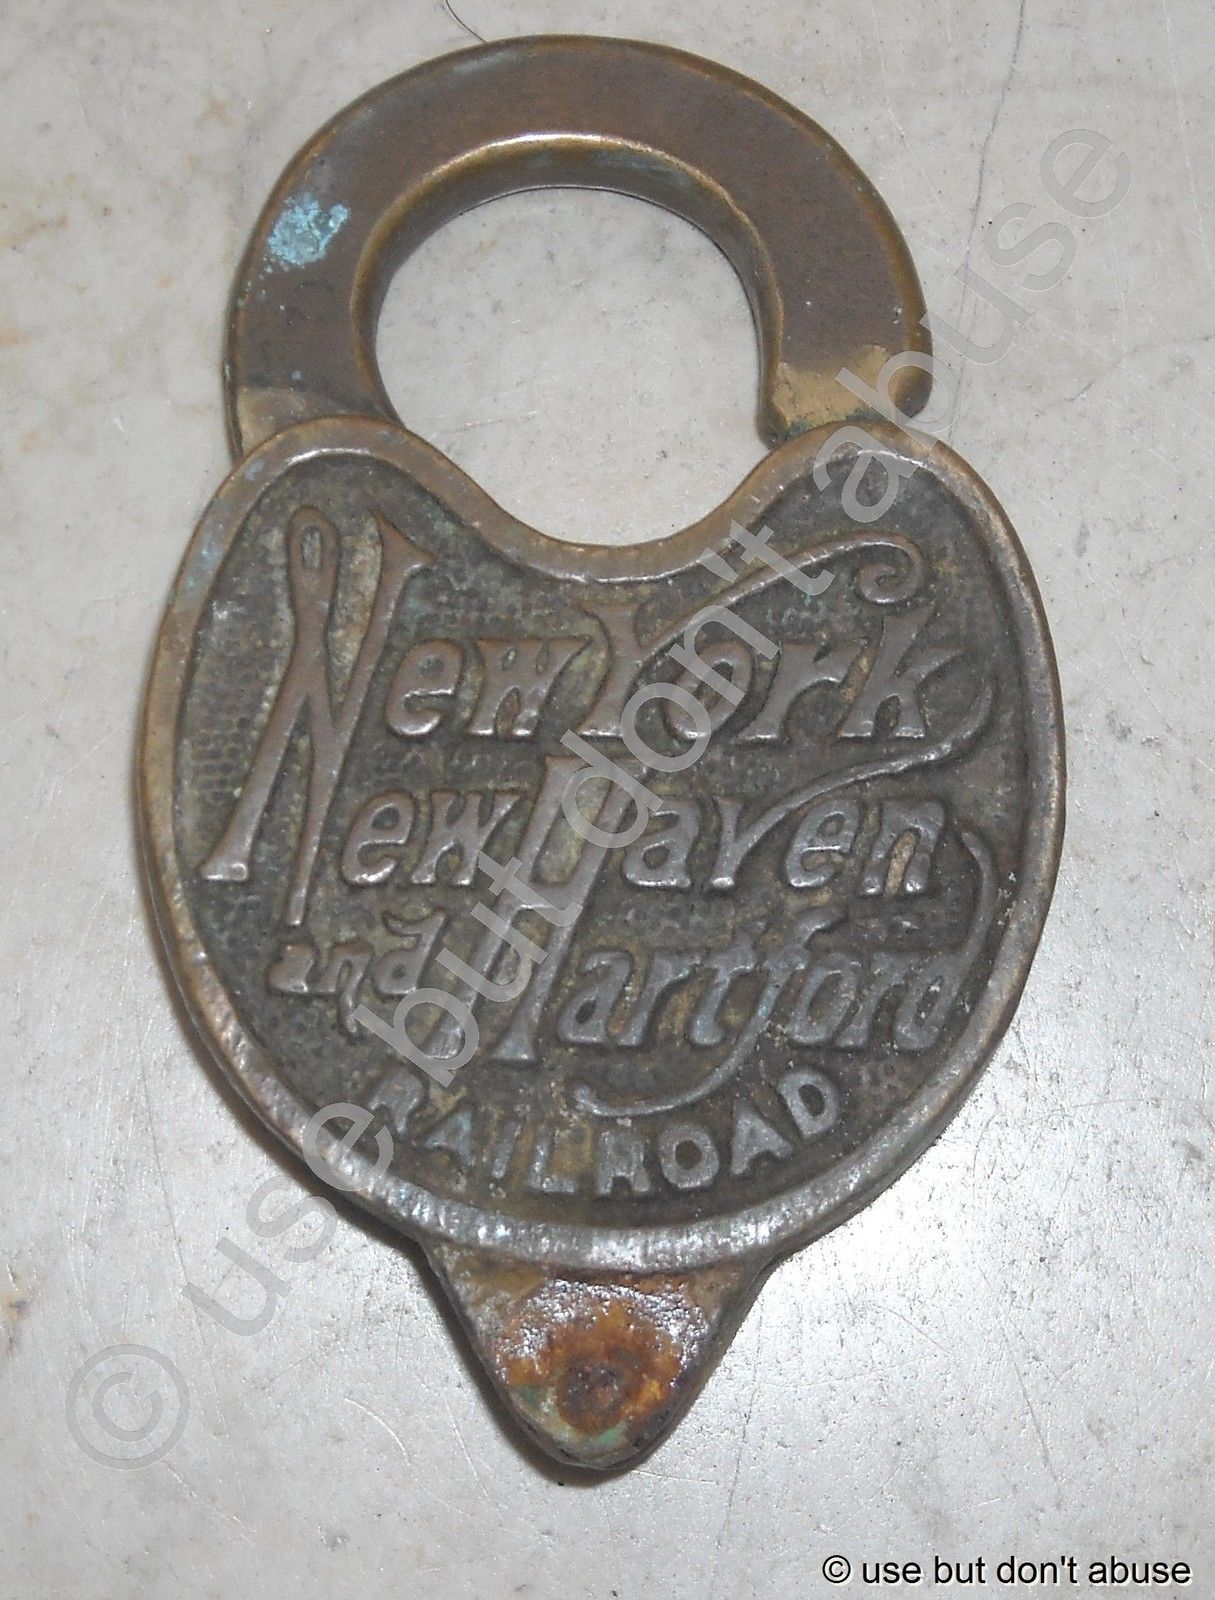 New York
New Haven
and Hartford
RAILROAD
© use but don't abuse
© use but don't abuse